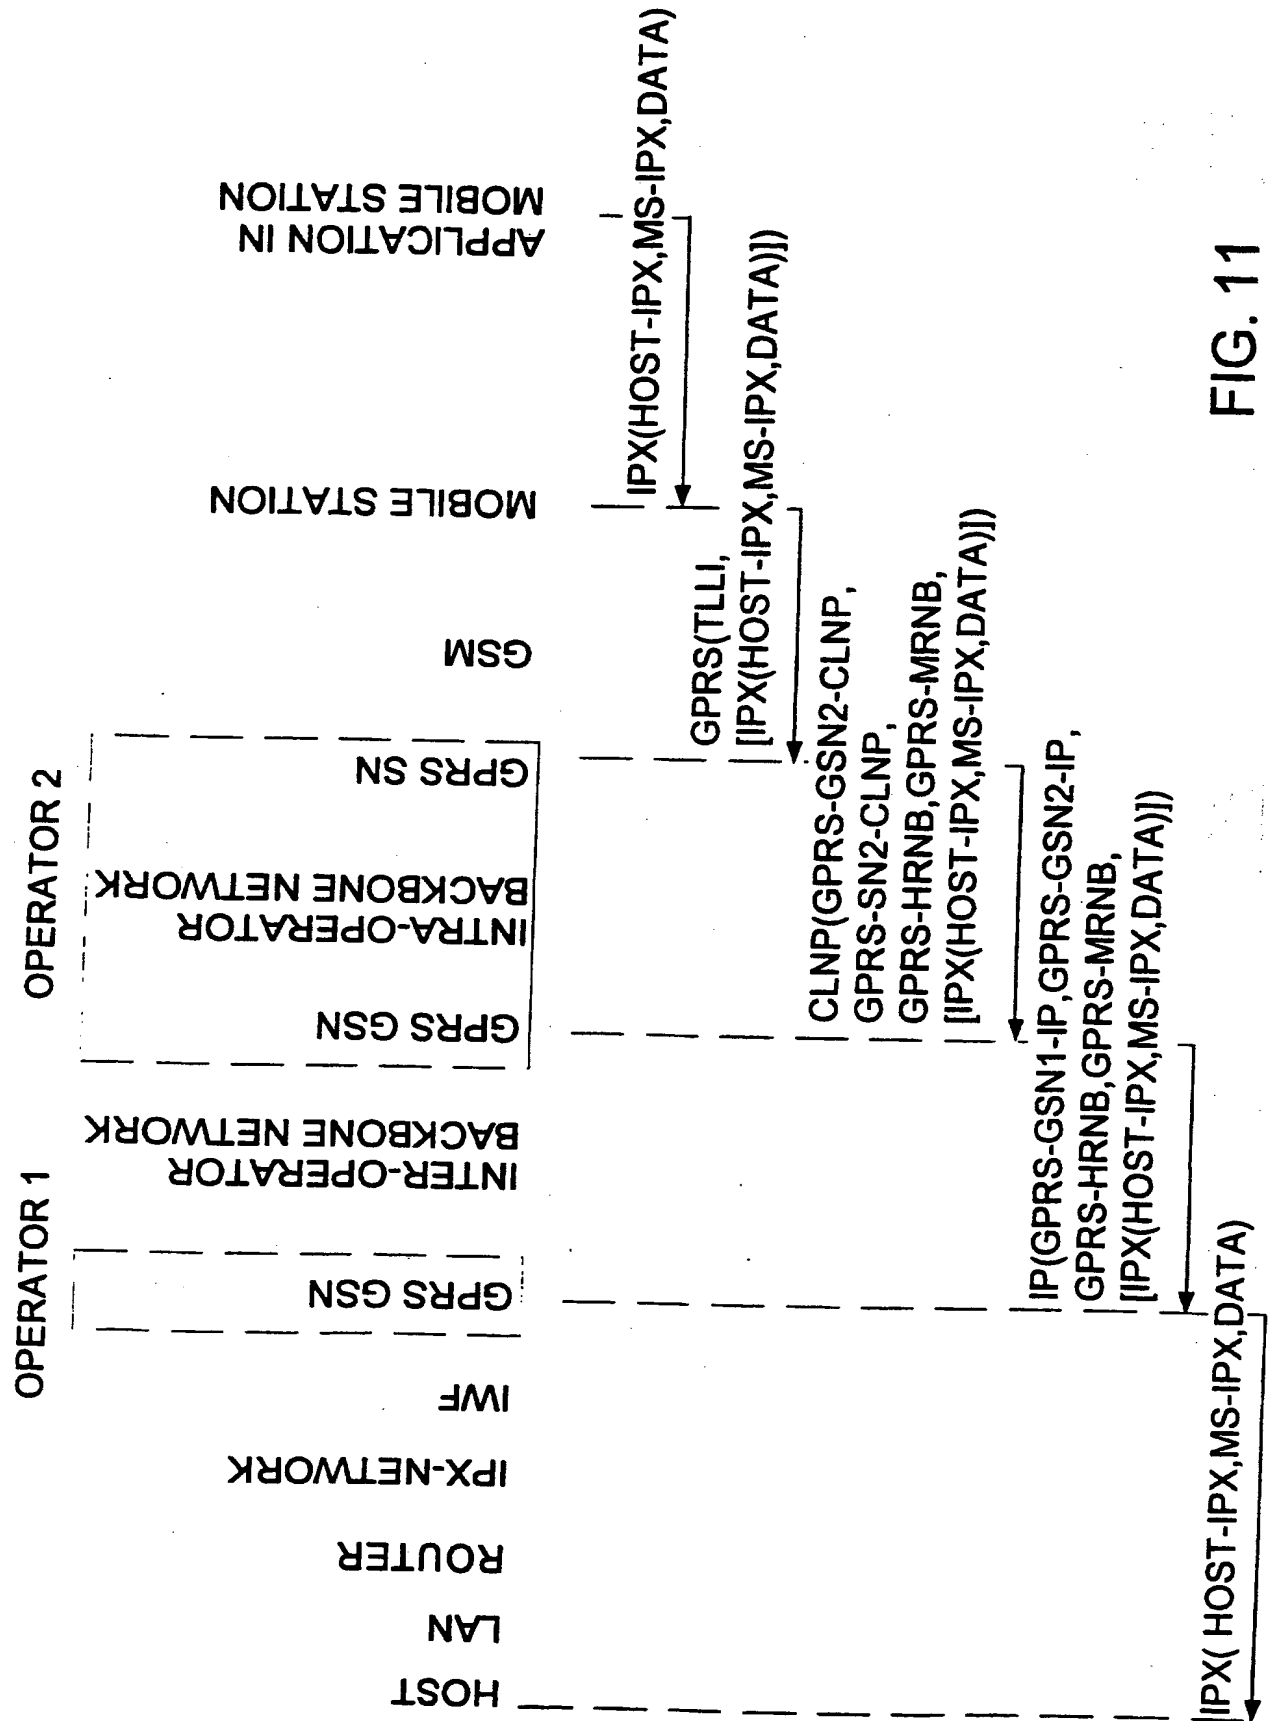 OPERATOR 1
OPERATOR 2
HOST
LAN
ROUTER
IPX-NETWORK
IWF
GPRS GSN
INTER-OPERATOR
BACKBONE NETWORK
GPRS GSN
INTRA-OPERATOR
BACKBONE NETWORK
GPRS SN
GSM
MOBILE STATION
APPLICATION IN
MOBILE STATION
IPX(HOST-IPX,MS-IPX,DATA)
GPRS(TLLI,
[IPX(HOST-IPX,MS-IPX,DATA)])
CLNP(GPRS-GSN2-CLNP,
GPRS-SN2-CLNP,
GPRS-HRNB,GPRS-MRNB,
[IPX(HOST-IPX,MS-IPX,DATA)])
IP(GPRS-GSN1-IP,GPRS-GSN2-IP,
GPRS-HRNB,GPRS-MRNB,
[IPX(HOST-IPX,MS-IPX,DATA)])
IPX( HOST-IPX,MS-IPX,DATA)
FIG. 11